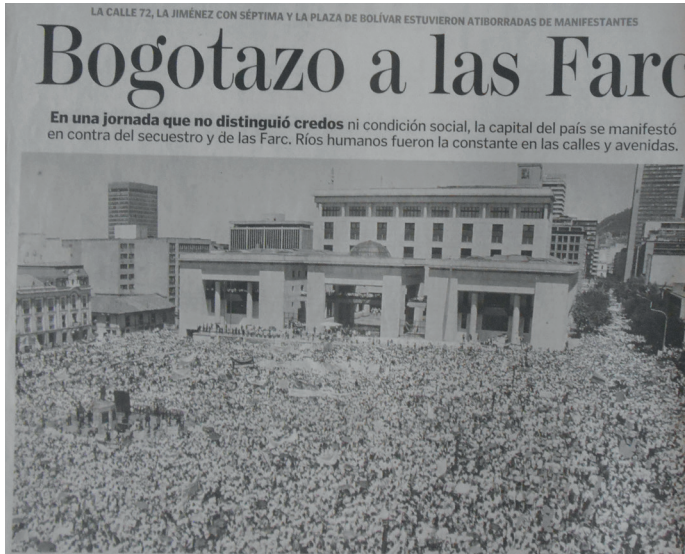 LA CALLE 72, LA JIMÉNEZ CON SÉPTIMA Y LA PLAZA DE BOLÍVAR ESTUVIERON ATIBORRADAS DE MANIFESTANTES
Bogotazo a las Farc
En una jornada que no distinguió credos ni condición social, la capital del país se manifestó
en contra del secuestro y de las Farc. Ríos humanos fueron la constante en las calles y avenidas.